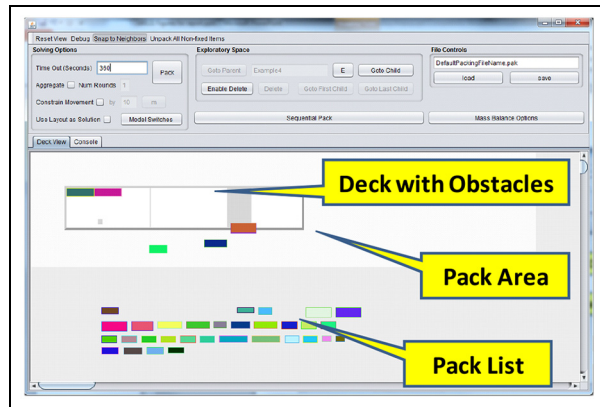 Reset View Debug Snap to Neighbors Unpack All Non-fixed Items
Solving Options
Exploratory Space
File Controls
Time Out (Seconds) 360
Pack
Goto Parent Example4 E Goto Child
DefaultPackingFileName.pak
load save
Aggregate Num Rounds 1
Enable Delete Delete Goto First Child Goto Last Child
Constrain Movement by 10 in.
Use Layout as Solution Modal Switches
Sequential Pack
Mass Balance Options
Deck View Console
Deck with Obstacles
Pack Area
Pack List